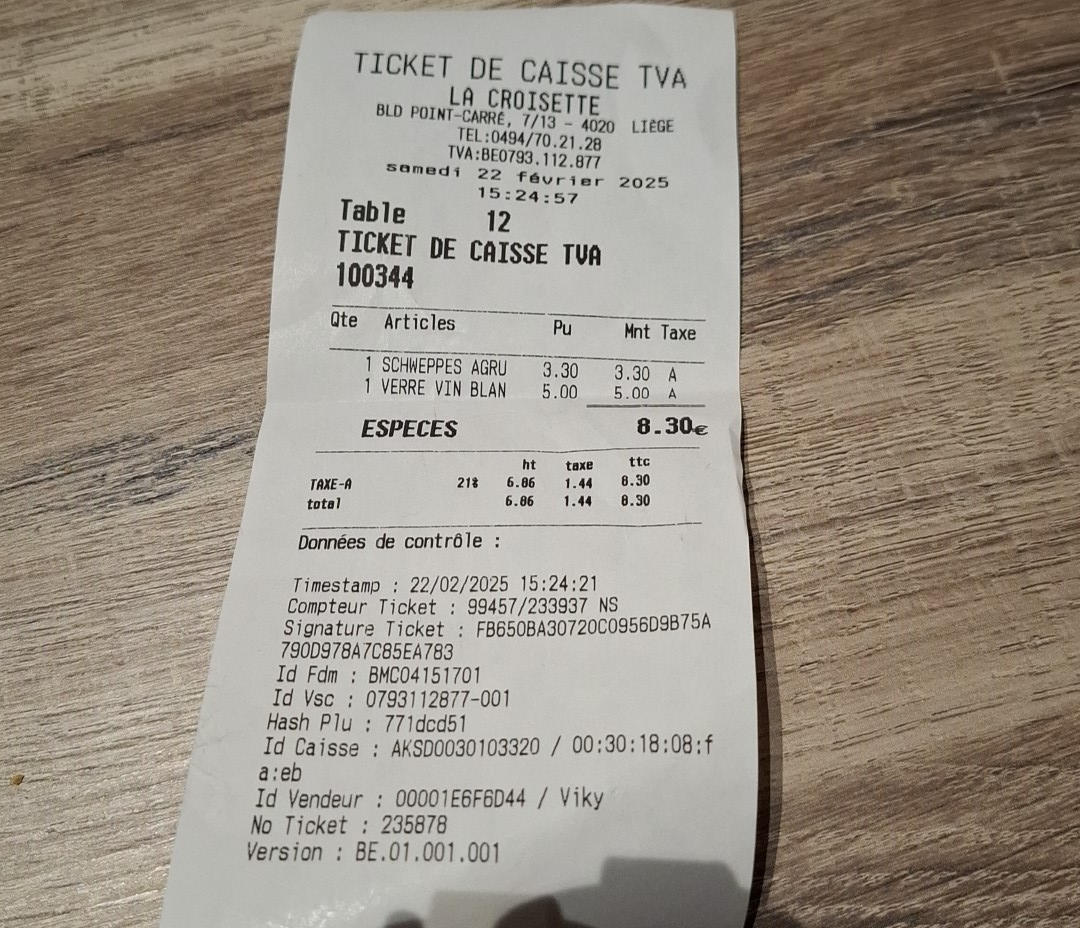 TICKET DE CAISSE TVA
LA CROISETTE
BLD POINT-CARRÉ, 7/13 - 4020 LIÈGE
TEL:0494/70.21.28
TVA:BE0793.112.877
samedi 22 février 2025
15:24:57
Table 12
TICKET DE CAISSE TVA
100344
Qte Articles Pu Mnt Taxe
1 SCHWEPPES AGRU 3.30 3.30 A
1 VERRE VIN BLAN 5.00 5.00 A
ESPECES 8.30€
ht taxe ttc
TAXE-A 21% 6.86 1.44 8.30
total 6.86 1.44 8.30
Données de contrôle :
Timestamp : 22/02/2025 15:24:21
Compteur Ticket : 99457/233937 NS
Signature Ticket : FB650BA30720C0956D9B75A
790D978A7C85EA783
Id Fdm : BMC04151701
Id Vsc : 0793112877-001
Hash Plu : 771dcd51
Id Caisse : AKSD0030103320 / 00:30:18:08:f
a:eb
Id Vendeur : 00001E6F6D44 / Viky
No Ticket : 235878
Version : BE.01.001.001